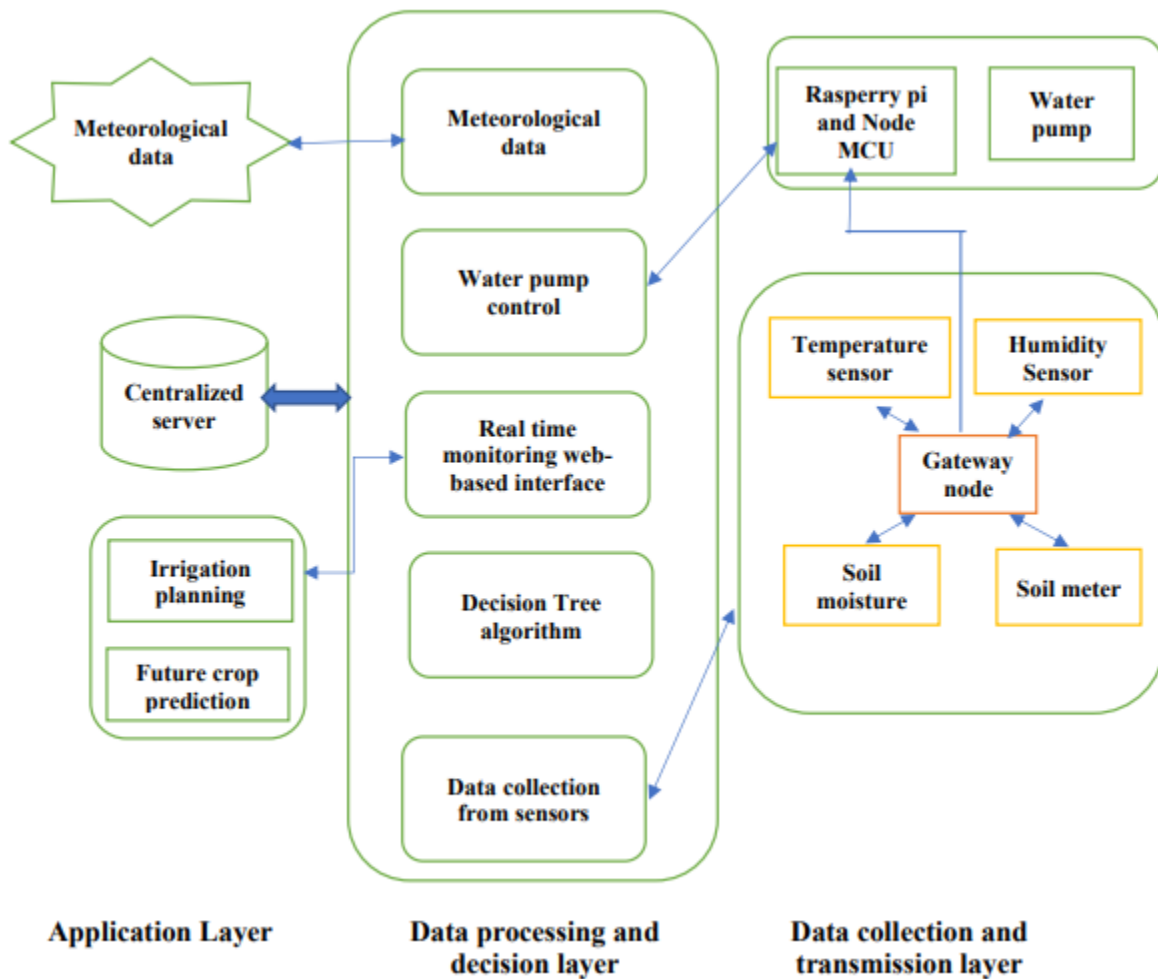 Meteorological
data
Centralized
server
Irrigation
planning
Future crop
prediction
Application Layer
Meteorological
data
Water pump
control
Real time
monitoring web-
based interface
Decision Tree
algorithm
Data collection
from sensors
Data processing and
decision layer
Rasperry pi
and Node
MCU
Water
pump
Temperature
sensor
Humidity
Sensor
Gateway
node
Soil
moisture
Soil meter
Data collection and
transmission layer